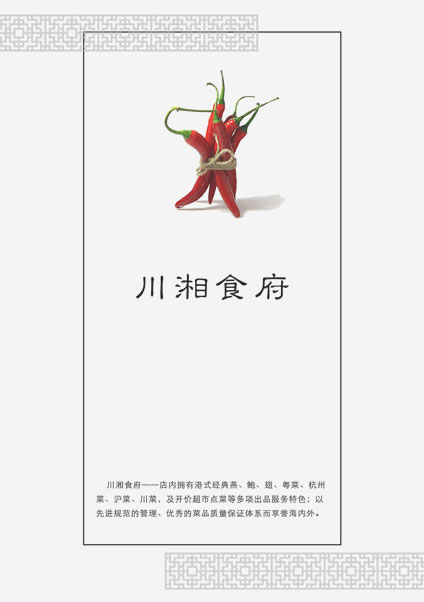 川湘食府
川湘食府——店内拥有港式经典燕、鲍、翅、粤菜、杭州
菜、沪菜、川菜，及开价超市点菜等多项出品服务特色；以
先进规范的管理、优秀的菜品质量保证体系而享誉海内外。